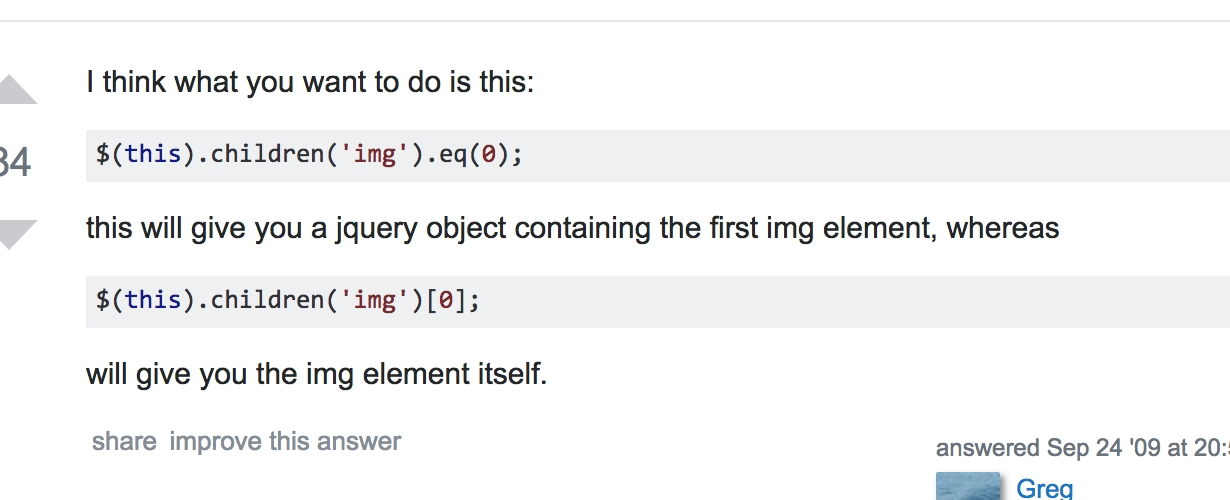 I think what you want to do is this:
$(this).children('img').eq(0);
34
this will give you a jquery object containing the first img element, whereas
$(this).children('img')[0];
will give you the img element itself.
share improve this answer
answered Sep 24 '09 at
Greg